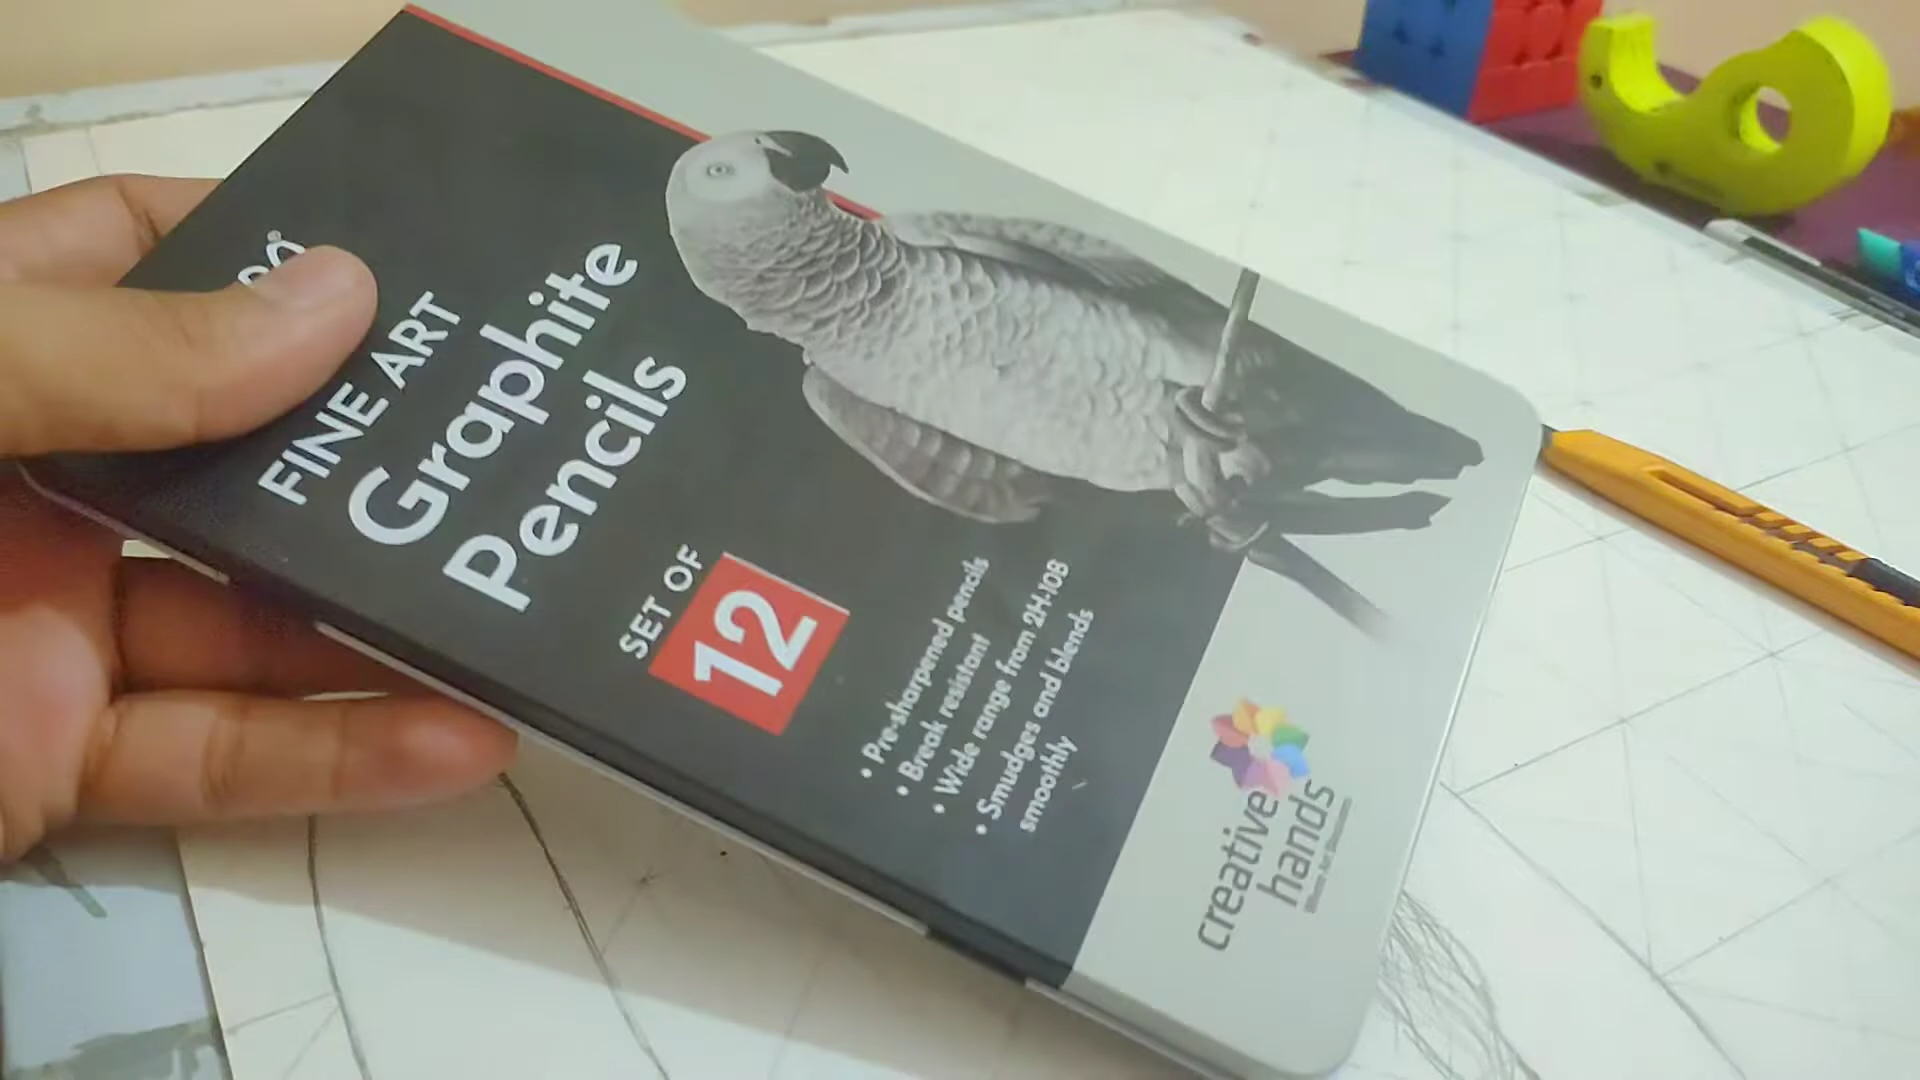 FINE ART
Graphite
Pencils
SET OF
12
• Pre-sharpened pencils
• Break resistant
• Wide range from 2H-10B
• Smudges and blends
smoothly
creative
hands